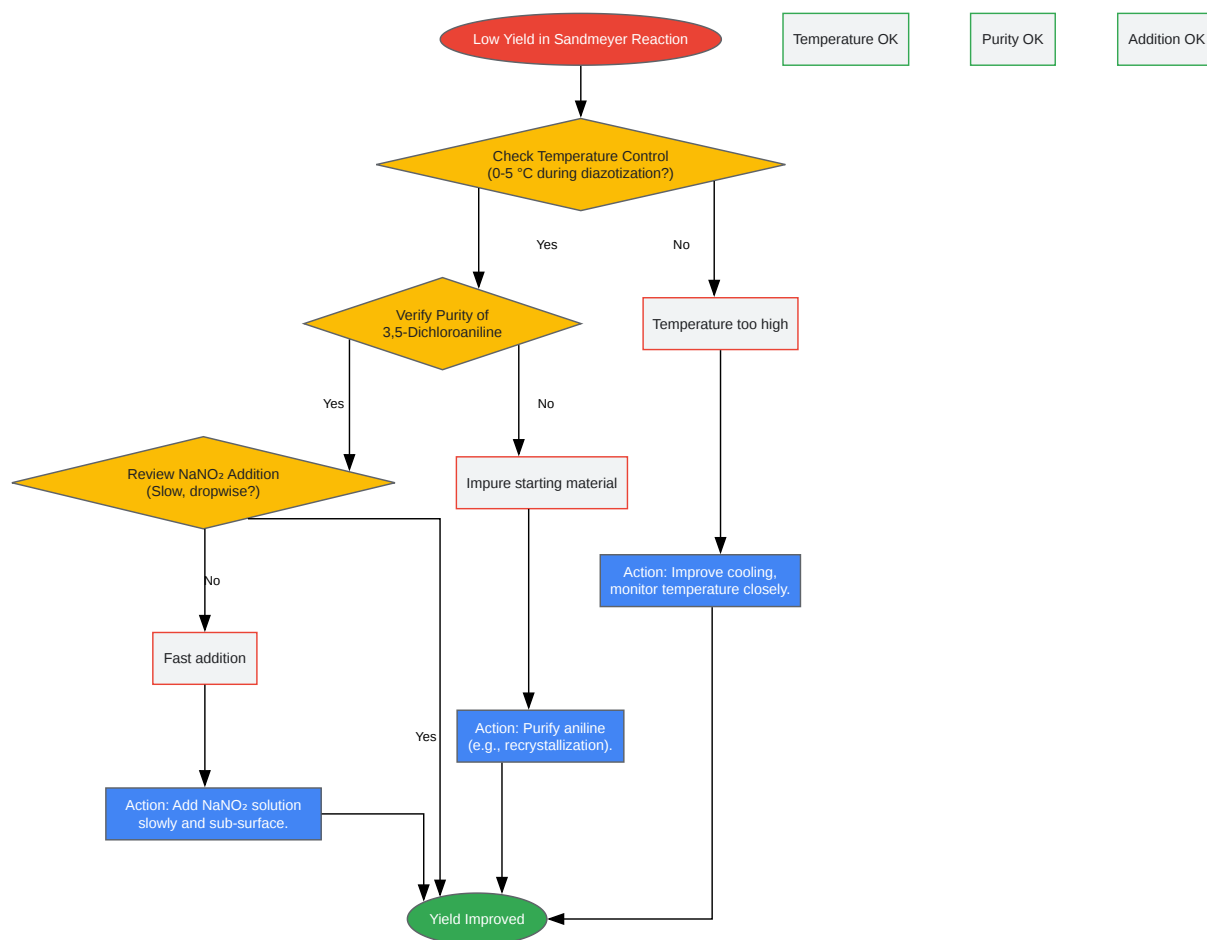 Low Yield in Sandmeyer Reaction
Temperature OK
Purity OK
Addition OK
Check Temperature Control
(0-5 °C during diazotization?)
Yes
No
Verify Purity of
3,5-Dichloroaniline
Temperature too high
Yes
No
Review NaNO₂ Addition
(Slow, dropwise?)
Impure starting material
Action: Improve cooling,
monitor temperature closely.
No
Fast addition
Yes
Action: Purify aniline
(e.g., recrystallization).
Action: Add NaNO₂ solution
slowly and sub-surface.
Yield Improved